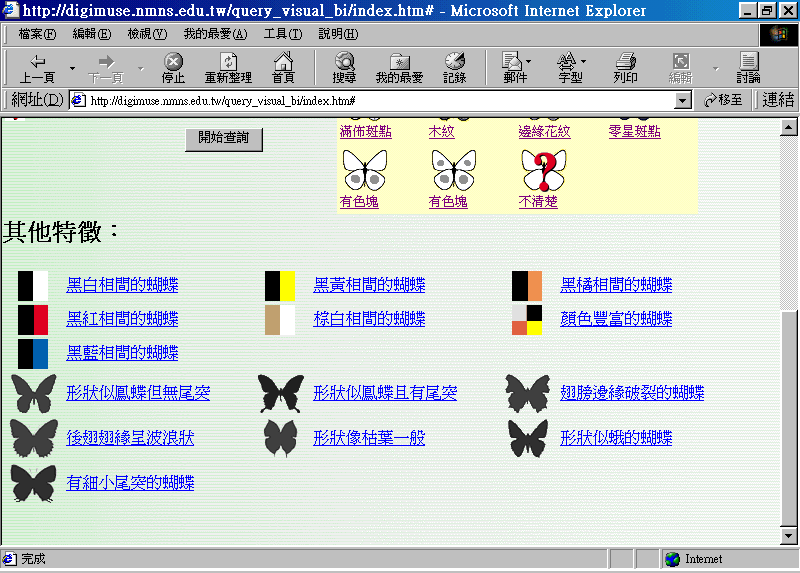 http://digimuse.nmns.edu.tw/query_visual_bi/index.htm# - Microsoft Internet Explorer
檔案(F) 編輯(E) 檢視(V) 我的最愛(A) 工具(T) 說明(H)
上一頁 下一頁 停止 重新整理 首頁 搜尋 我的最愛 記錄 郵件 字型 列印 編輯 討論
網址(D) http://digimuse.nmns.edu.tw/query_visual_bi/index.htm# 移至 連結
滿佈斑點 木紋 邊緣花紋 零星斑點
開始查詢
有色塊 有色塊 不清楚
其他特徵：
黑白相間的蝴蝶 黑黃相間的蝴蝶 黑橘相間的蝴蝶
黑紅相間的蝴蝶 棕白相間的蝴蝶 顏色豐富的蝴蝶
黑藍相間的蝴蝶
形狀似鳳蝶但無尾突 形狀似鳳蝶且有尾突 翅膀邊緣破裂的蝴蝶
後翅翅緣呈波浪狀 形狀像枯葉一般 形狀似蛾的蝴蝶
有細小尾突的蝴蝶
完成 Internet